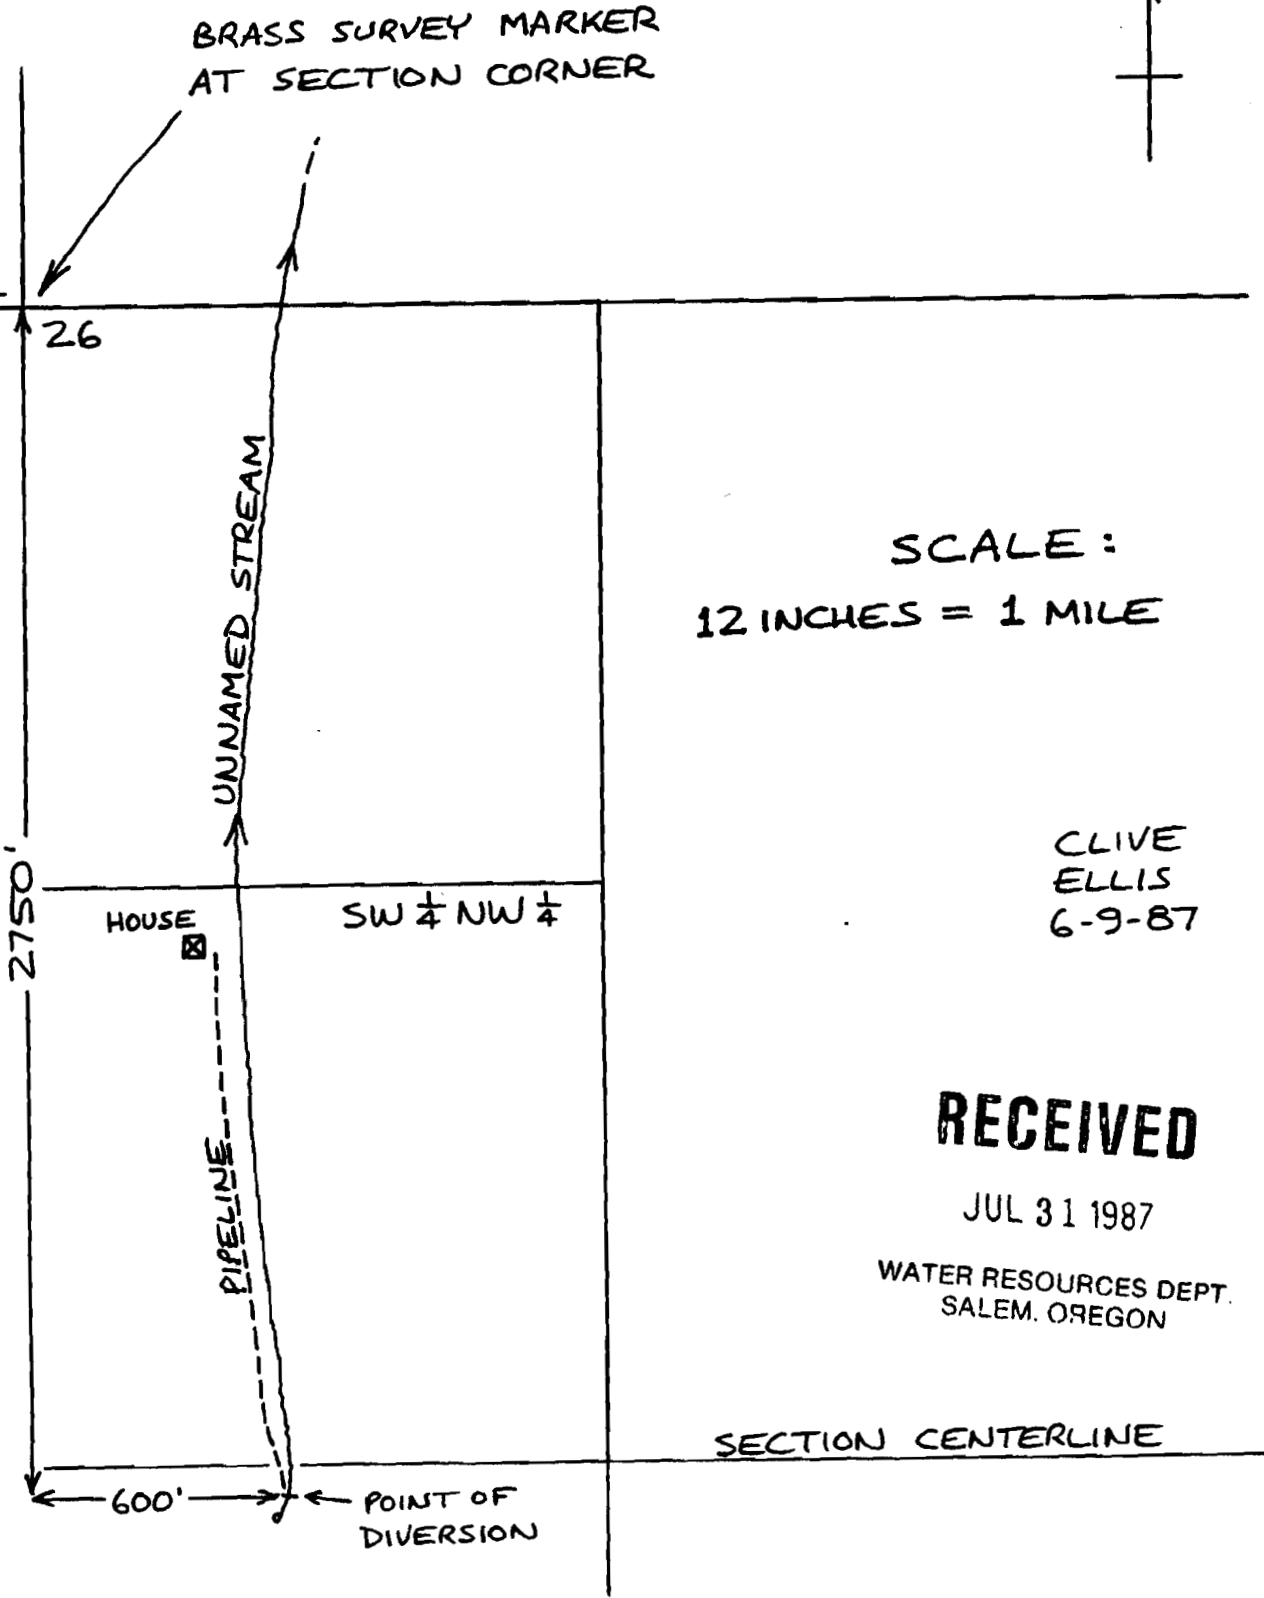 BRASS SURVEY MARKER
AT SECTION CORNER
26
UNNAMED STREAM
SCALE :
12 INCHES = 1 MILE
CLIVE
ELLIS
6-9-87
2750'
HOUSE
SW 1/4 NW 1/4
PIPELINE
RECEIVED
JUL 31 1987
WATER RESOURCES DEPT.
SALEM. OREGON
SECTION CENTERLINE
600'
POINT OF
DIVERSION